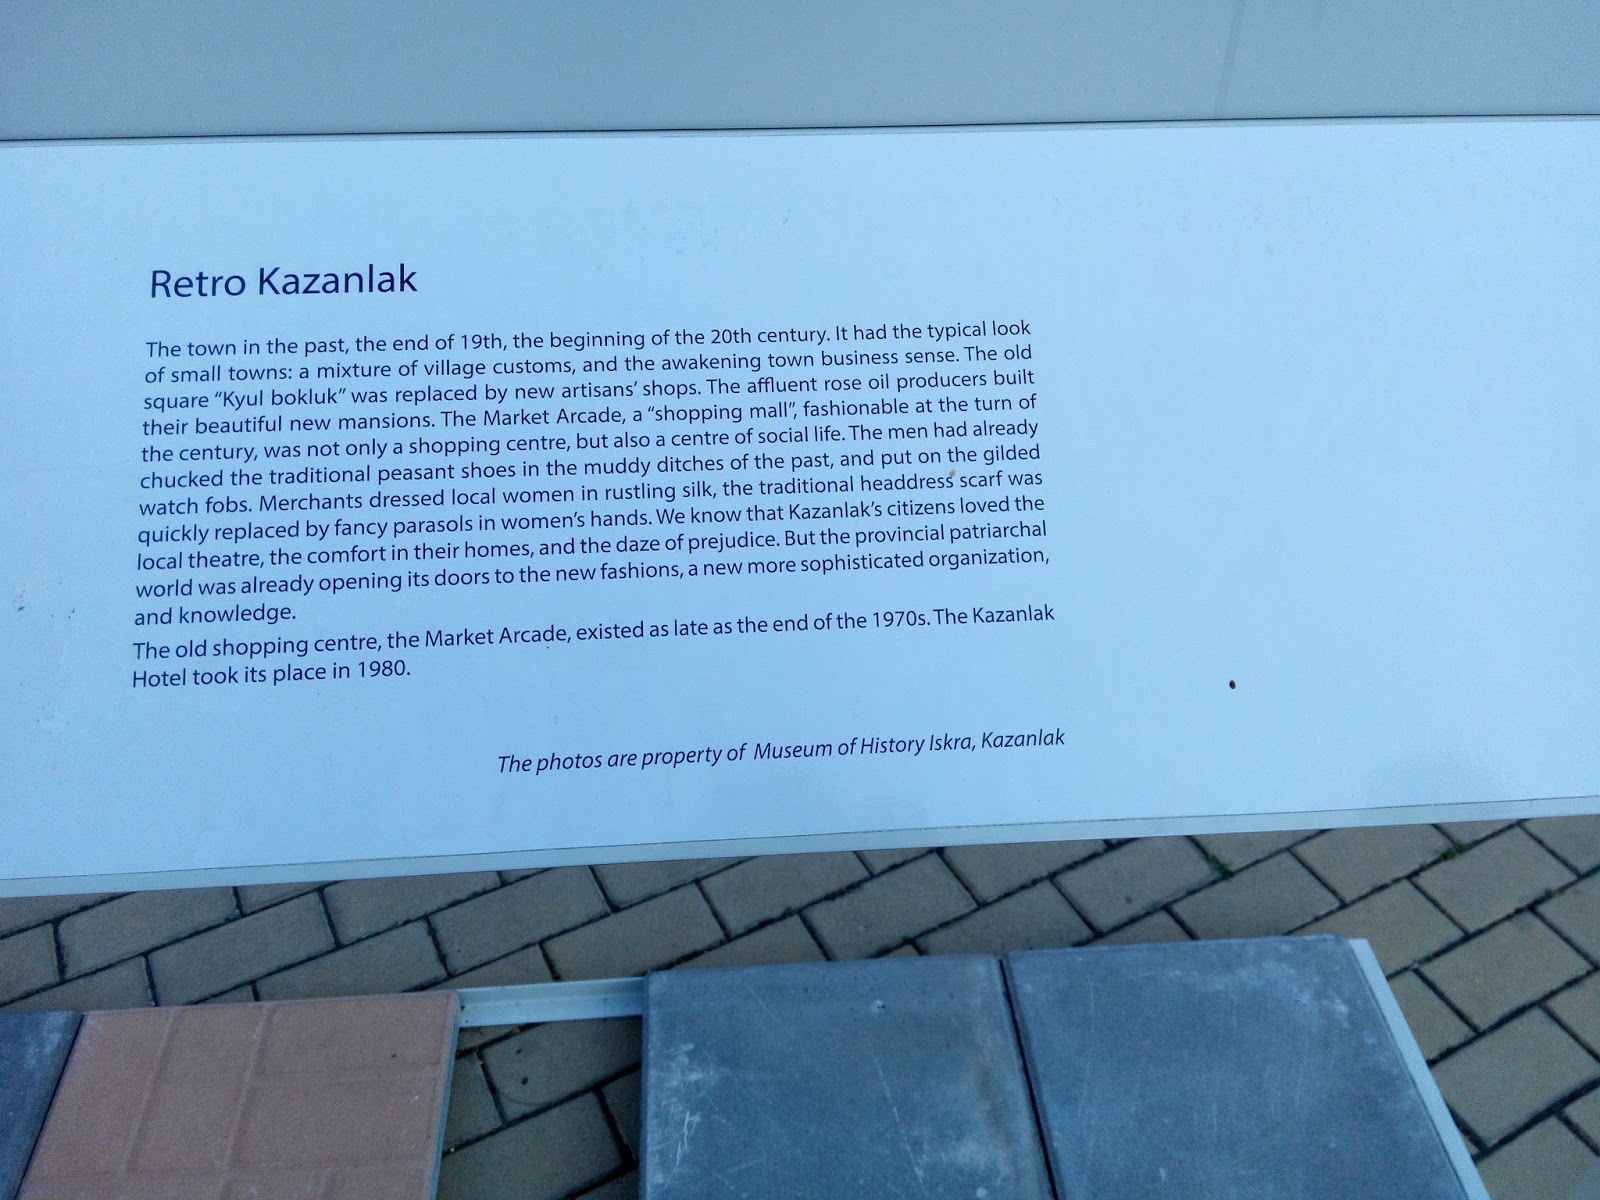 Retro Kazanlak
The town in the past, the end of 19th, the beginning of the 20th century. It had the typical look
of small towns: a mixture of village customs, and the awakening town business sense. The old
square “Kyul bokluk” was replaced by new artisans’ shops. The affluent rose oil producers built
their beautiful new mansions. The Market Arcade, a “shopping mall”, fashionable at the turn of
the century, was not only a shopping centre, but also a centre of social life. The men had already
chucked the traditional peasant shoes in the muddy ditches of the past, and put on the gilded
watch fobs. Merchants dressed local women in rustling silk, the traditional headdress scarf was
quickly replaced by fancy parasols in women’s hands. We know that Kazanlak’s citizens loved the
local theatre, the comfort in their homes, and the daze of prejudice. But the provincial patriarchal
world was already opening its doors to the new fashions, a new more sophisticated organization,
and knowledge.
The old shopping centre, the Market Arcade, existed as late as the end of the 1970s. The Kazanlak
Hotel took its place in 1980.
The photos are property of Museum of History Iskra, Kazanlak